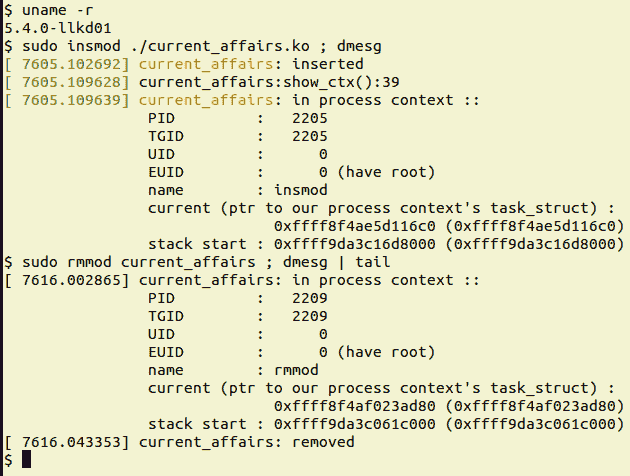 $ uname -r
5.4.0-llkd01
$ sudo insmod ./current_affairs.ko ; dmesg
[ 7605.102692] current_affairs: inserted
[ 7605.109628] current_affairs:show_ctx():39
[ 7605.109639] current_affairs: in process context ::
PID : 2205
TGID : 2205
UID : 0
EUID : 0 (have root)
name : insmod
current (ptr to our process context's task_struct) :
0xffff8f4ae5d116c0 (0xffff8f4ae5d116c0)
stack start : 0xffff9da3c16d8000 (0xffff9da3c16d8000)
$ sudo rmmod current_affairs ; dmesg | tail
[ 7616.002865] current_affairs: in process context ::
PID : 2209
TGID : 2209
UID : 0
EUID : 0 (have root)
name : rmmod
current (ptr to our process context's task_struct) :
0xffff8f4af023ad80 (0xffff8f4af023ad80)
stack start : 0xffff9da3c061c000 (0xffff9da3c061c000)
[ 7616.043353] current_affairs: removed
$